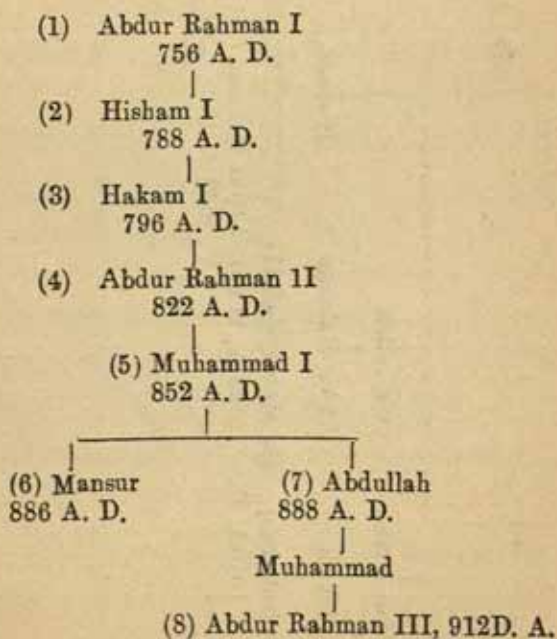 (1) Abdur Rahman I
756 A. D.
(2) Hisham I
788 A. D.
(3) Hakam I
796 A. D.
(4) Abdur Rahman 1I
822 A. D.
(5) Muhammad I
852 A. D.
(6) Mansur (7) Abdullah
886 A. D. 888 A. D.
Muhammad
(8) Abdur Rahman III, 912D. A.